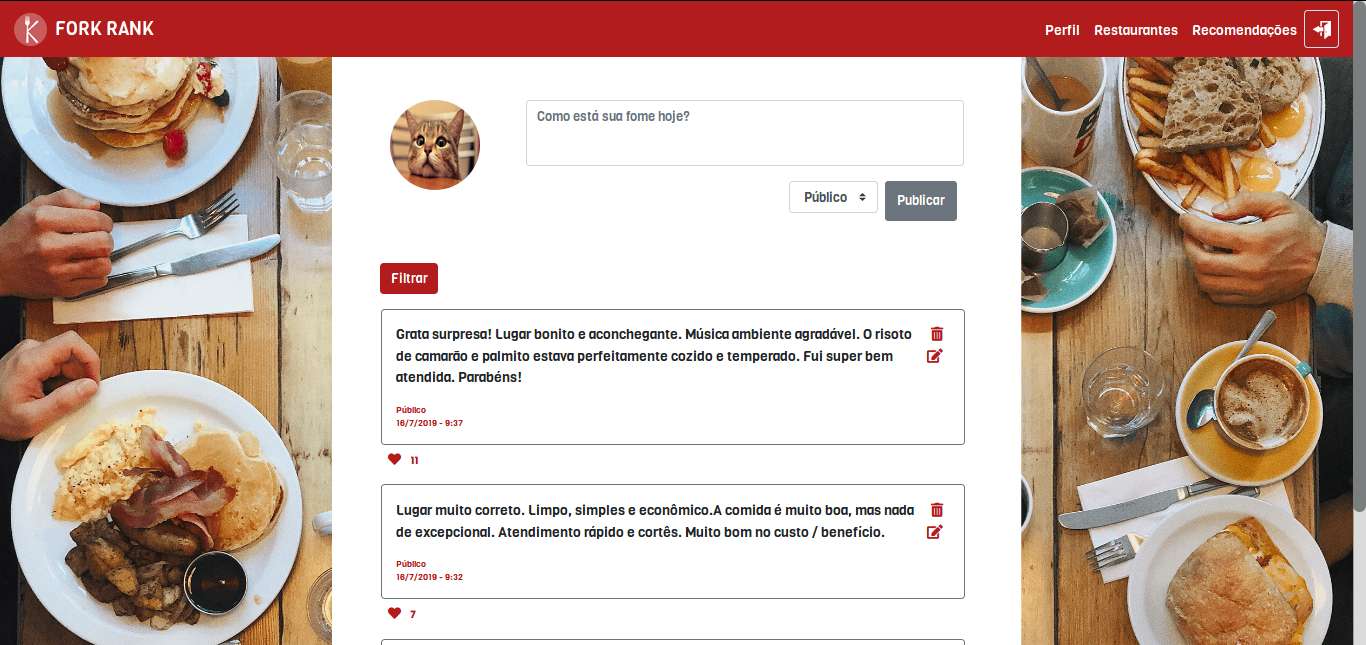 FORK RANK
Perfil Restaurantes Recomendações
Como está sua fome hoje?
Público
Publicar
Filtrar
Grata surpresa! Lugar bonito e aconchegante. Música ambiente agradável. O risoto
de camarão e palmito estava perfeitamente cozido e temperado. Fui super bem
atendida. Parabéns!
Público
16/7/2019 - 9:37
11
Lugar muito correto. Limpo, simples e econômico.A comida é muito boa, mas nada
de excepcional. Atendimento rápido e cortês. Muito bom no custo / benefício.
Público
16/7/2019 - 9:32
7